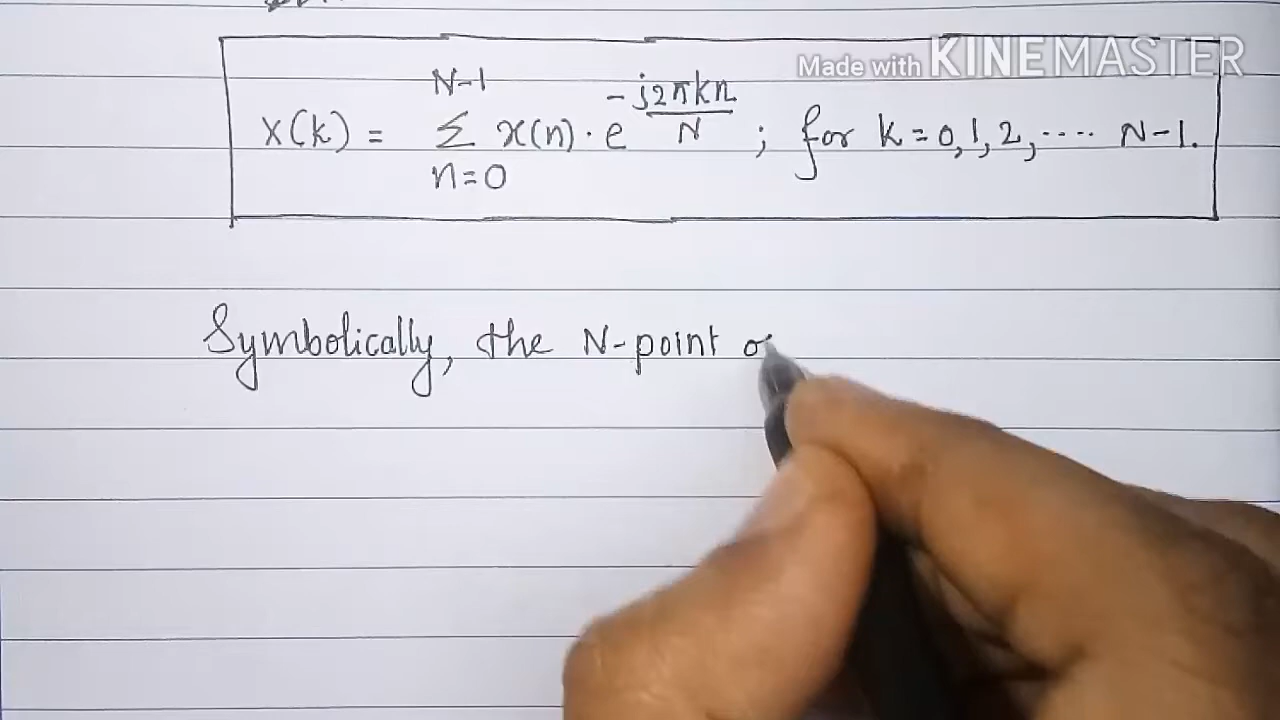 Made with KINEMASTER
N-1
X(k) = Σ x(n) · e -j2πkn/N ; for k = 0, 1, 2, ···· N-1.
n=0
Symbolically, the N-point